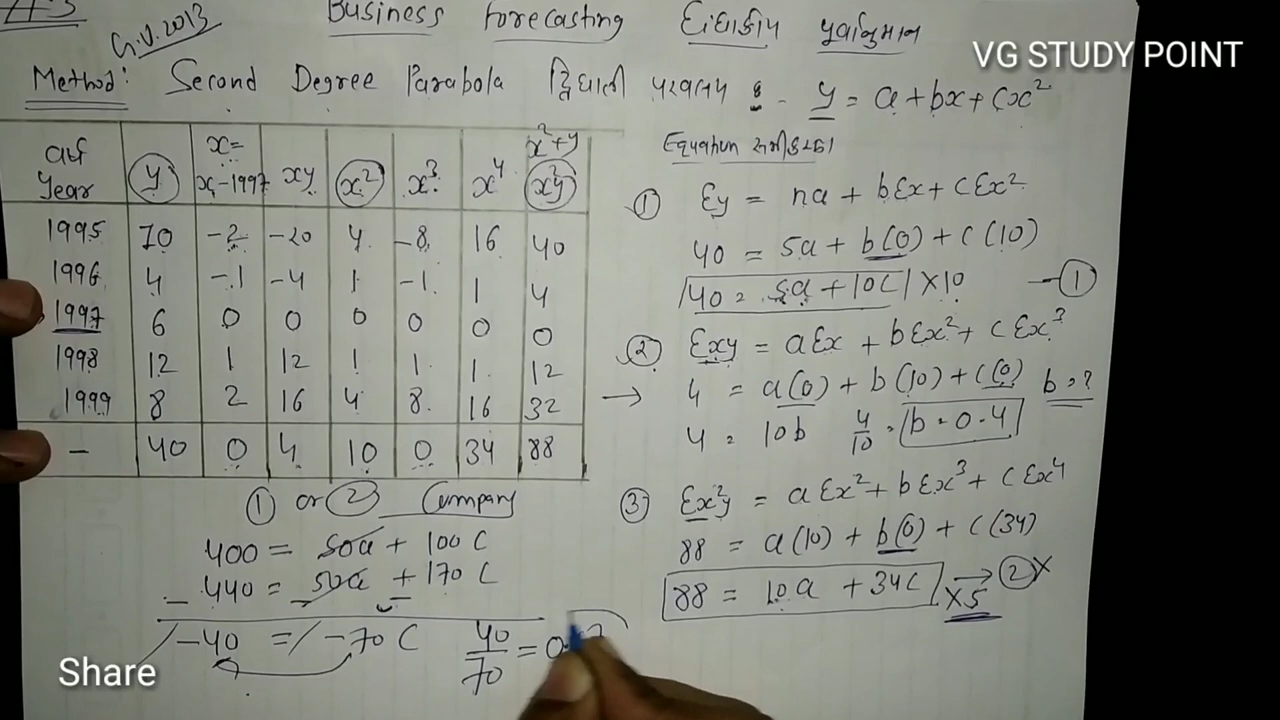 G.U. 2013
Business Forecasting ધંધાકીય પૂર્વાનુમાન
VG STUDY POINT
Method: Second Degree Parabola દ્વિઘાતી પરવલય :- y = a + bx + cx²
વર્ષ Year | y | x = x - 1997 | xy | x² | x³ | x⁴ | x²+y x²y
1995 | 70 | -2 | -20 | 4 | -8 | 16 | 40
1996 | 4 | -1 | -4 | 1 | -1 | 1 | 4
1997 | 6 | 0 | 0 | 0 | 0 | 0 | 0
1998 | 12 | 1 | 12 | 1 | 1 | 1 | 12
1999 | 8 | 2 | 16 | 4 | 8 | 16 | 32
- | 40 | 0 | 4 | 10 | 0 | 34 | 88
① or ② Company
400 = 50a + 100C
440 = 50a + 170C
- - -
-40 = -70C 40/70 = 0.
Equation સમીકરણ
① Σy = na + bΣx + cΣx²
40 = 5a + b(0) + c(10)
40 = 5a + 10C ×10 - ①
② Σxy = aΣx + bΣx² + cΣx³
→ 4 = a(0) + b(10) + c(0) b = ?
4 = 10b 4/10 = b = 0.4
③ Σx²y = aΣx² + bΣx³ + cΣx⁴
88 = a(10) + b(0) + c(34)
88 = 10a + 34C → ② × ×5
Share